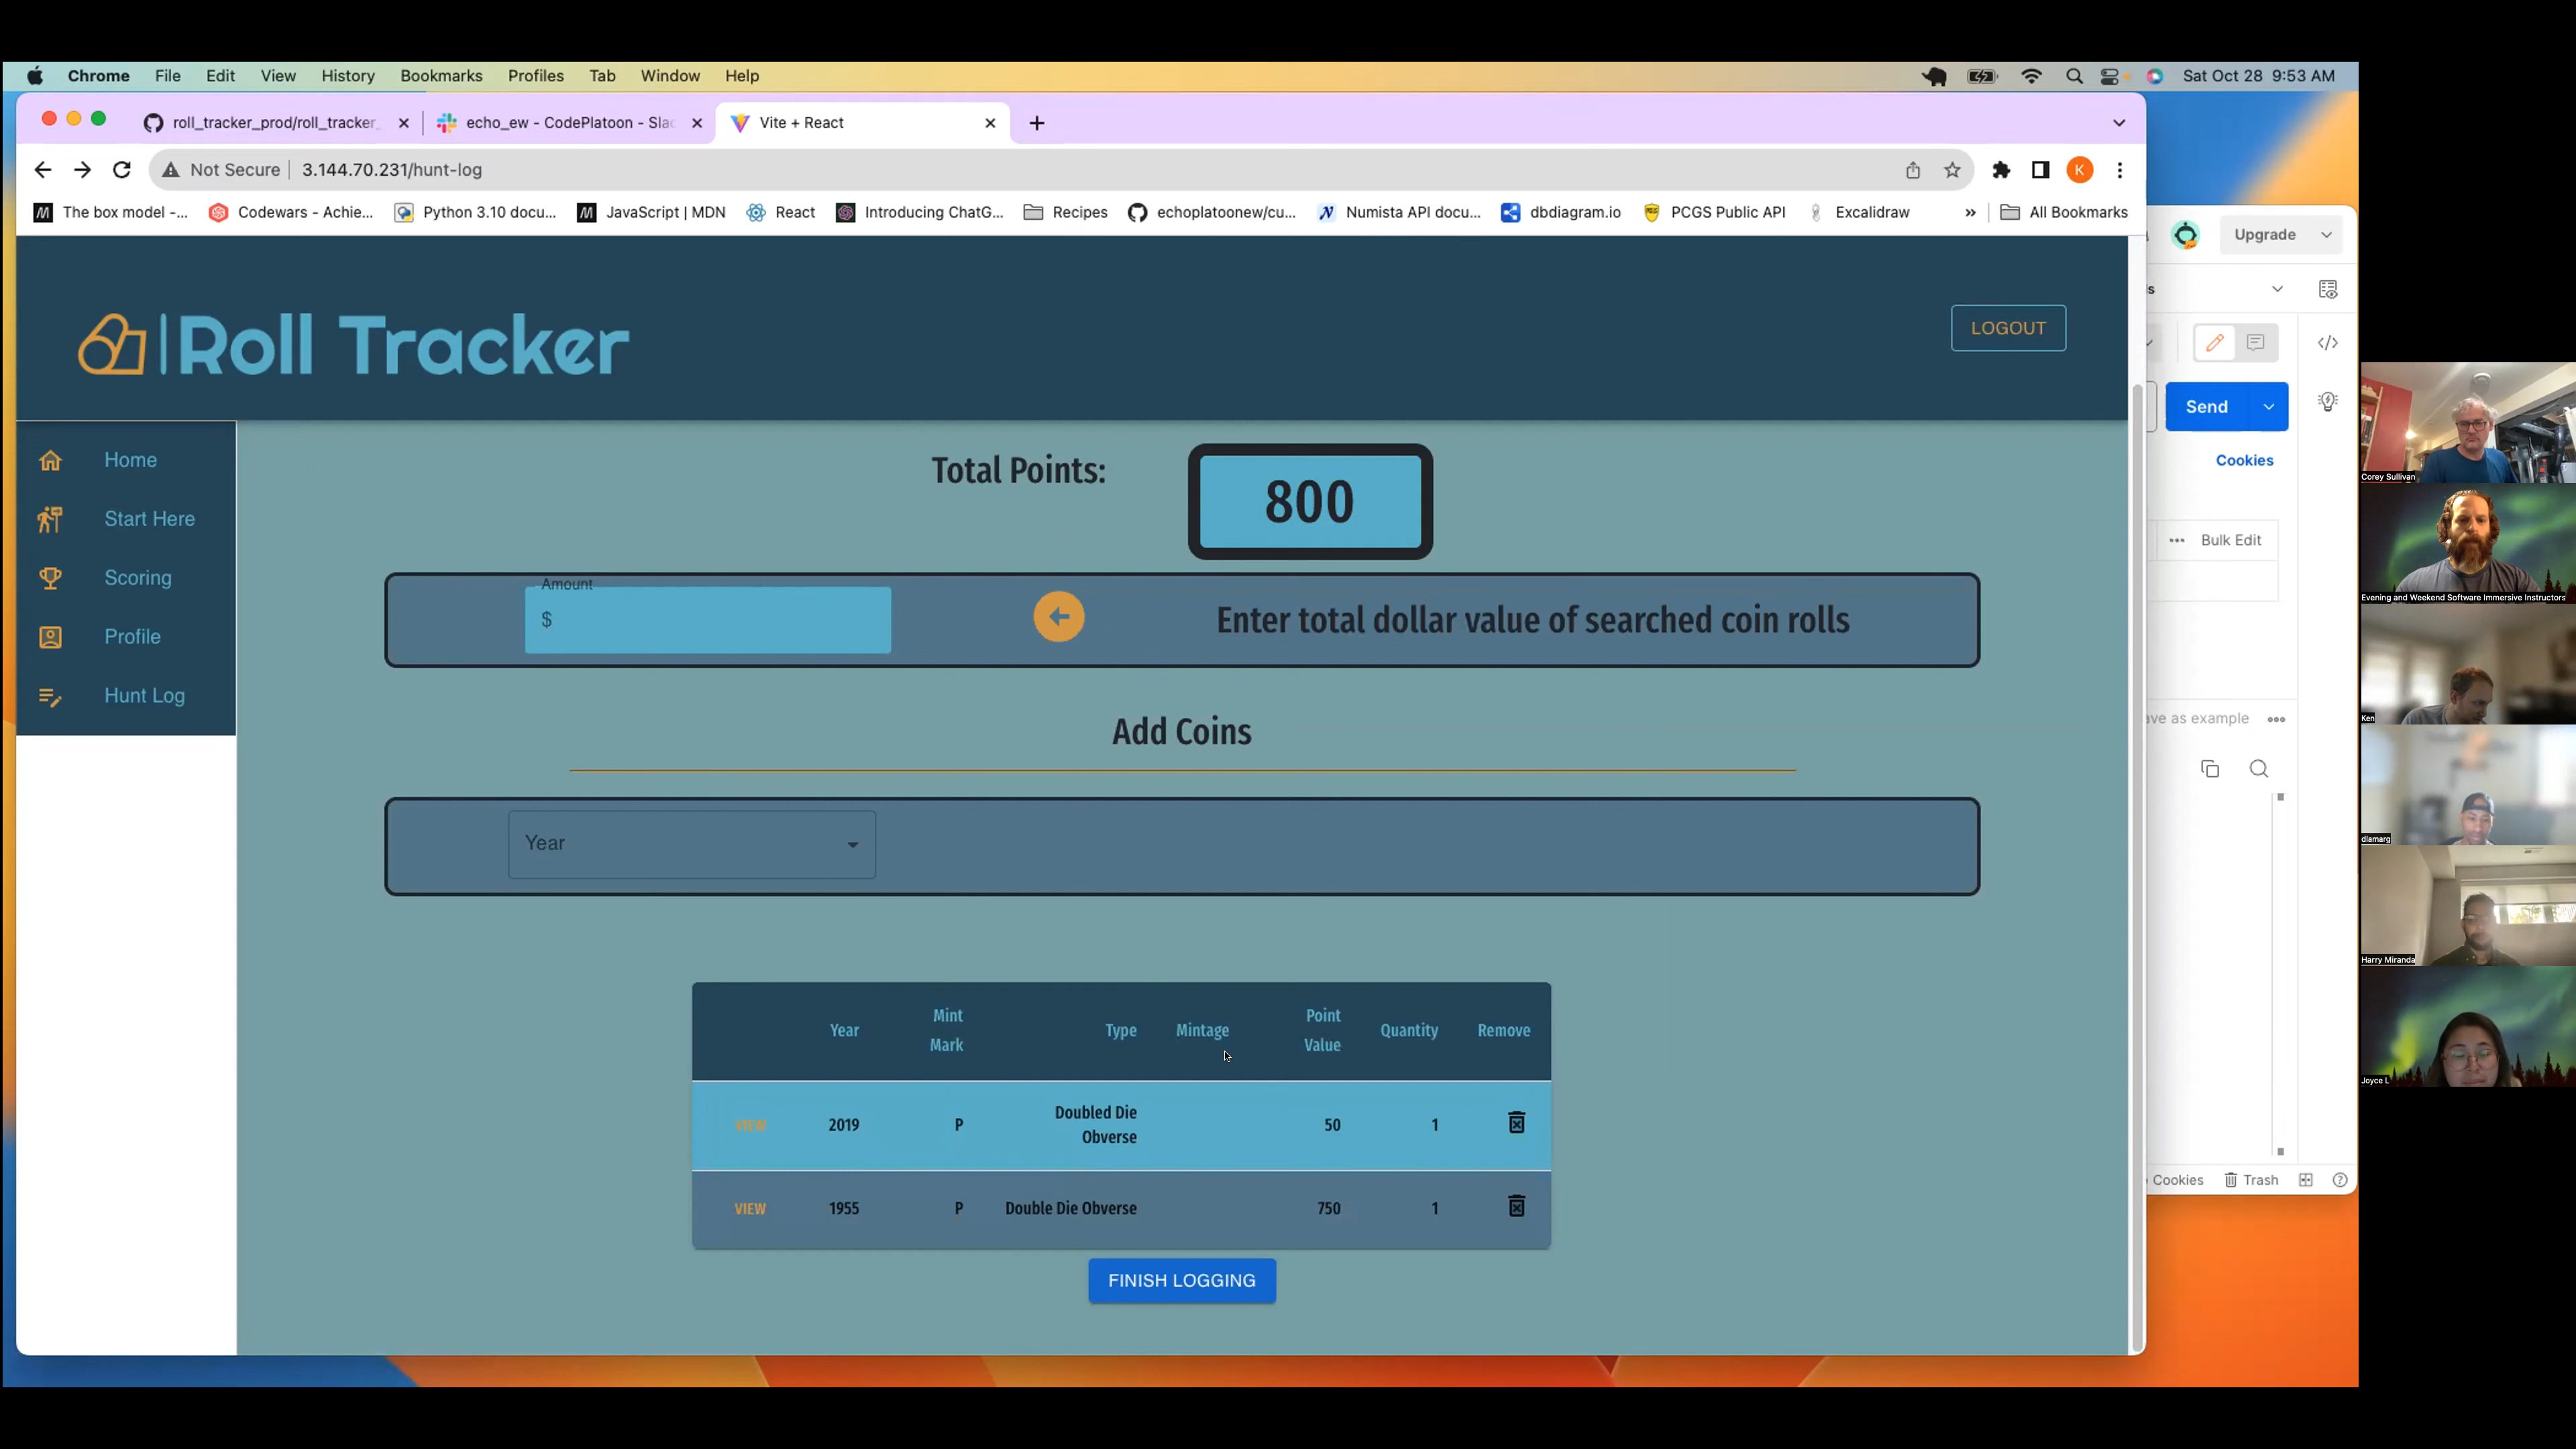 Chrome File Edit View History Bookmarks Profiles Tab Window Help Sat Oct 28 9:53 AM
roll_tracker_prod/roll_tracker_ echo_ew - CodePlatoon - Slac Vite + React
Not Secure 3.144.70.231/hunt-log K
The box model -... Codewars - Achie... Python 3.10 docu... JavaScript | MDN React Introducing ChatG... Recipes echoplatoonew/cu... Numista API docu... dbdiagram.io PCGS Public API Excalidraw » All Bookmarks
Upgrade
s
Roll Tracker
LOGOUT
Send
Cookies
Home
Start Here
Scoring
Profile
Hunt Log
Total Points:
800
Bulk Edit
Amount
$
Enter total dollar value of searched coin rolls
Add Coins
ave as example
Year
Year Mint Mark Type Mintage Point Value Quantity Remove
VIEW 2019 P Doubled Die Obverse 50 1
VIEW 1955 P Double Die Obverse 750 1
FINISH LOGGING
Cookies Trash
Corey Sullivan
Evening and Weekend Software Immersive Instructors
Ken
dlamarg
Harry Miranda
Joyce L